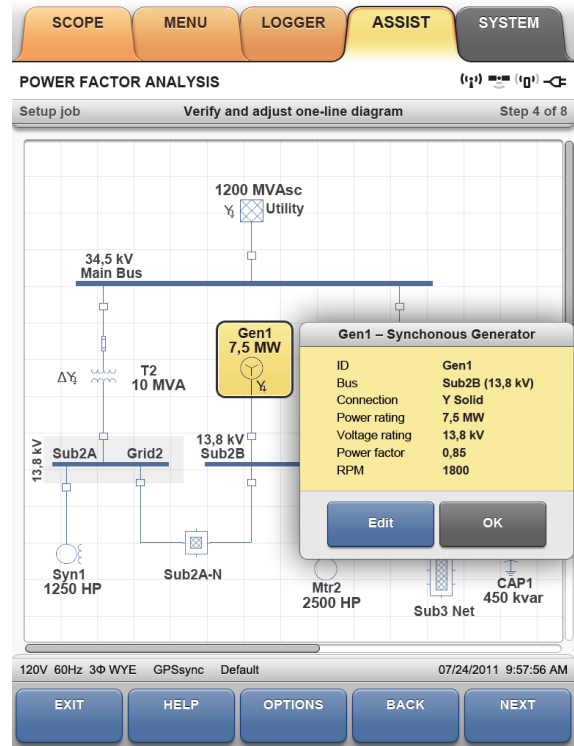 SCOPE MENU LOGGER ASSIST SYSTEM
POWER FACTOR ANALYSIS
Setup job Verify and adjust one-line diagram Step 4 of 8
1200 MVAsc
Utility
34,5 kV
Main Bus
Gen1
7,5 MW
T2
10 MVA
ΔY
Y
13,8 kV
Sub2A Grid2
13,8 kV
Sub2B
Gen1 – Synchonous Generator
ID Gen1
Bus Sub2B (13,8 kV)
Connection Y Solid
Power rating 7,5 MW
Voltage rating 13,8 kV
Power factor 0,85
RPM 1800
Edit OK
Syn1
1250 HP
Sub2A-N
Mtr2
2500 HP
Sub3 Net
CAP1
450 kvar
120V 60Hz 3Φ WYE GPSsync Default 07/24/2011 9:57:56 AM
EXIT HELP OPTIONS BACK NEXT